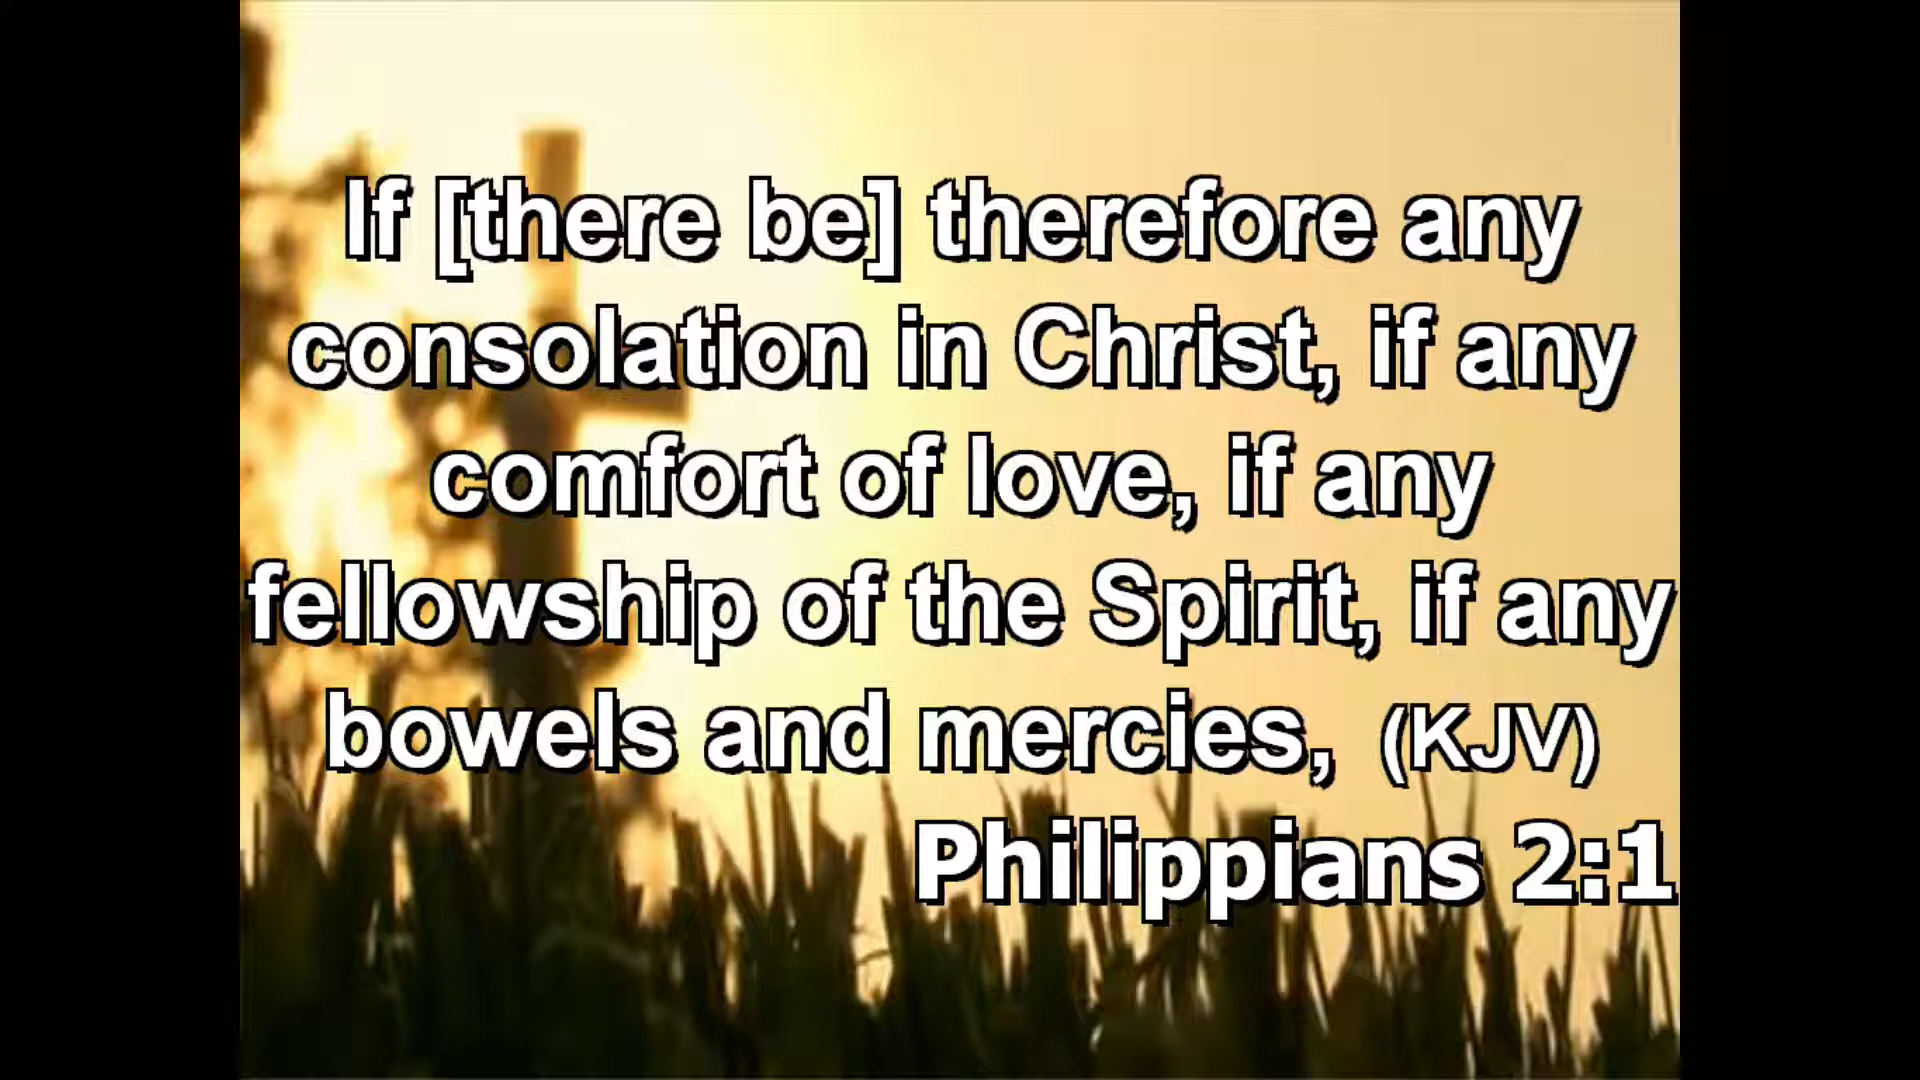 If [there be] therefore any
consolation in Christ, if any
comfort of love, if any
fellowship of the Spirit, if any
bowels and mercies, (KJV)
Philippians 2:1